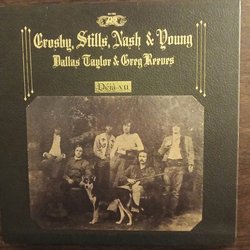 Crosby, Stills, Nash & Young
Dallas Taylor & Greg Reeves
Déjà vu